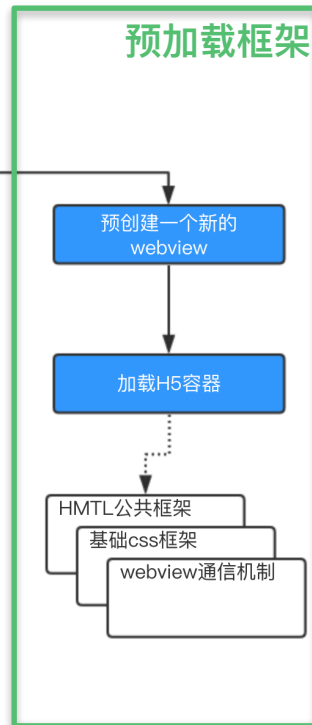 预加载框架
预创建一个新的
webview
加载H5容器
HMTL公共框架
基础css框架
webview通信机制